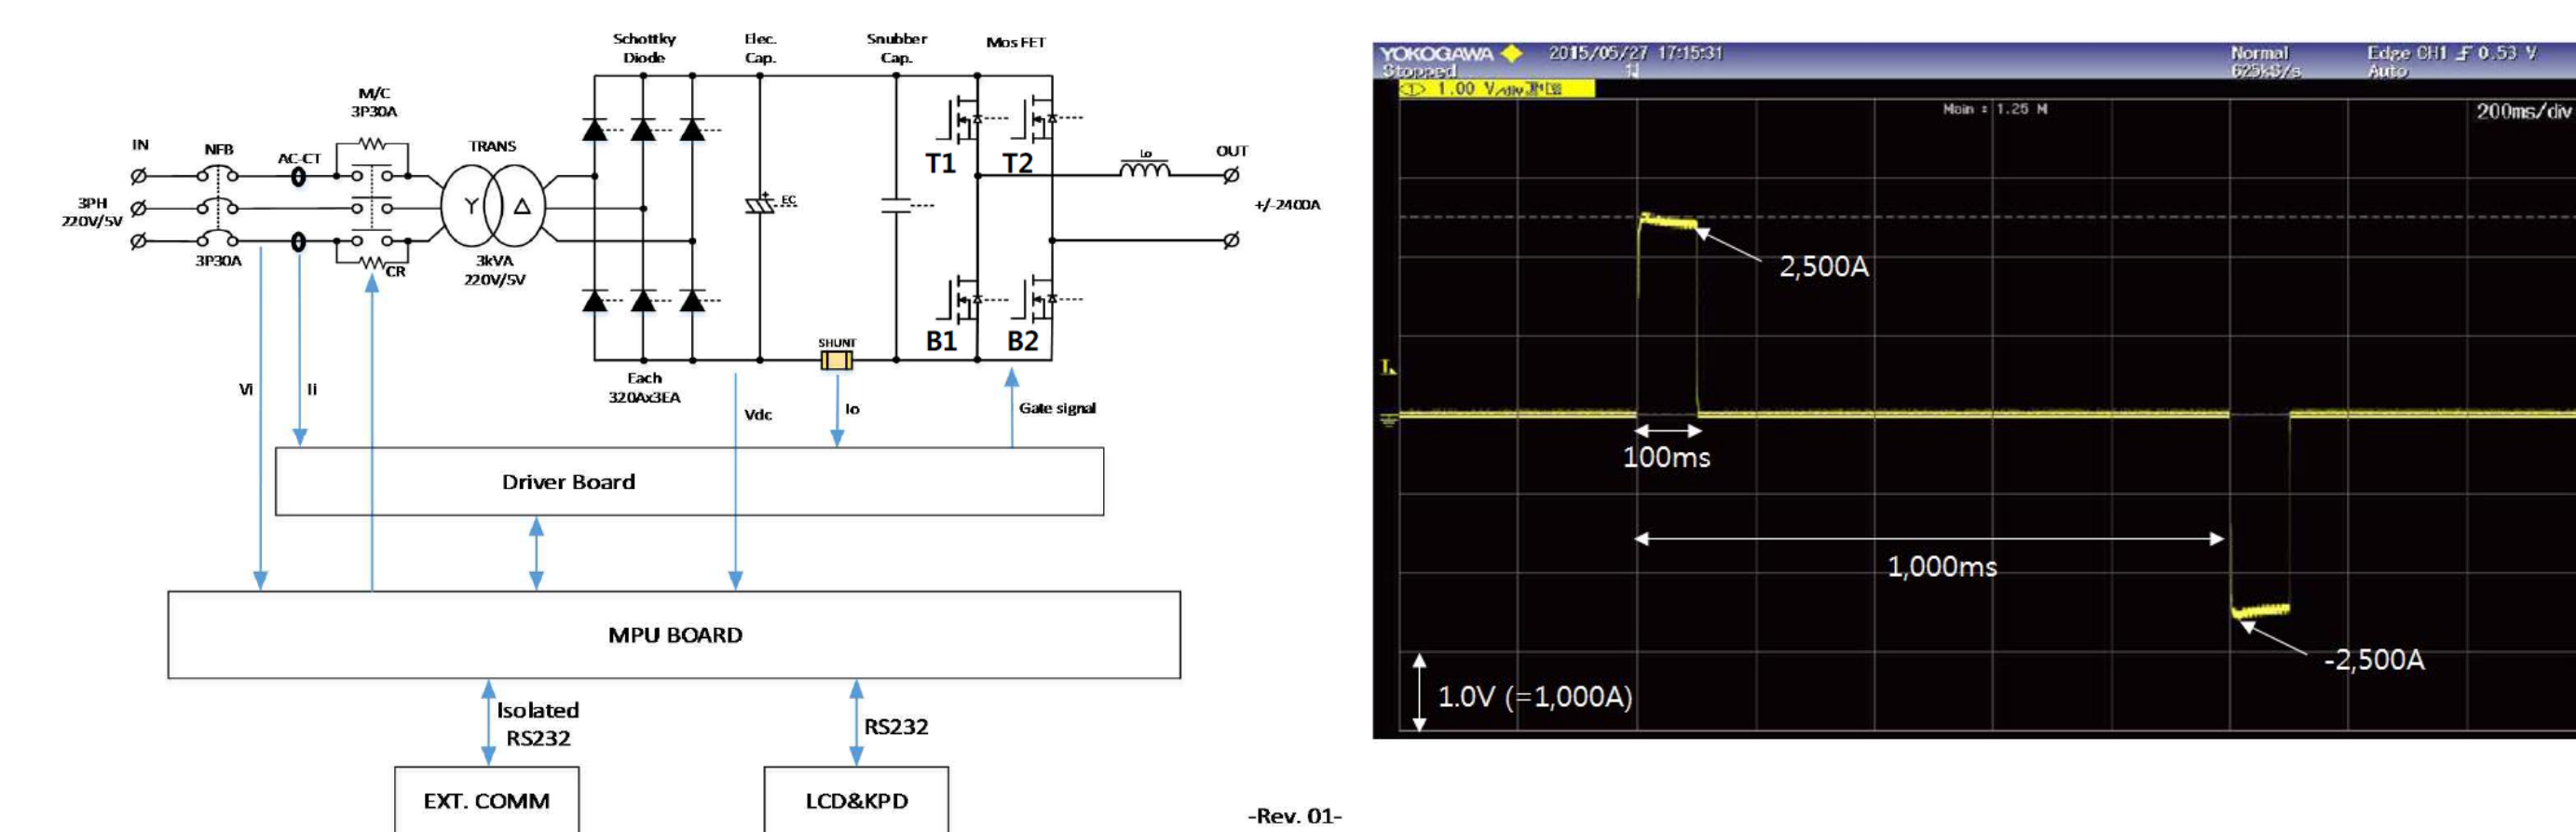 Schottky
Diode
Elec.
Cap.
Snubber
Cap.
Mos FET
M/C
3P30A
IN
NFB
AC-CT
TRANS
T1
T2
Lo
OUT
3PH
220V/5V
Y
Δ
EC
+/-2400A
3P30A
CR
3kVA
220V/5V
SHUNT
B1
B2
Each
320Ax3EA
Vi
Ii
Vdc
Io
Gate signal
Driver Board
MPU BOARD
Isolated
RS232
RS232
EXT. COMM
LCD&KPD
-Rev. 01-
YOKOGAWA
2015/05/27 17:15:31
Normal
Edge CH1 0.53 V
Stopped
625kS/s
Auto
1.00 V/div
Main : 1.25 M
200ms/div
2,500A
100ms
1,000ms
-2,500A
1.0V (=1,000A)